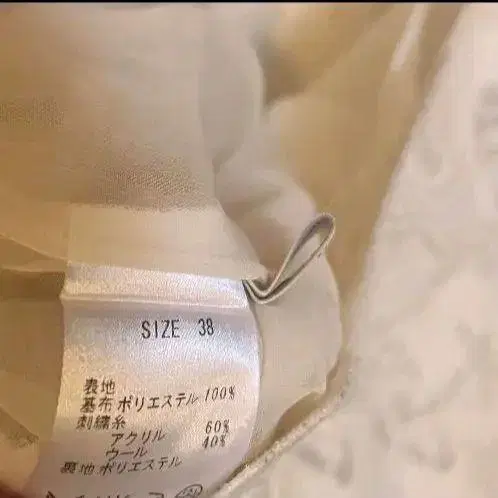 SIZE 38
表地
基布 ポリエステル 100%
刺繍糸
アクリル 60%
ウール 40%
裏地 ポリエステル